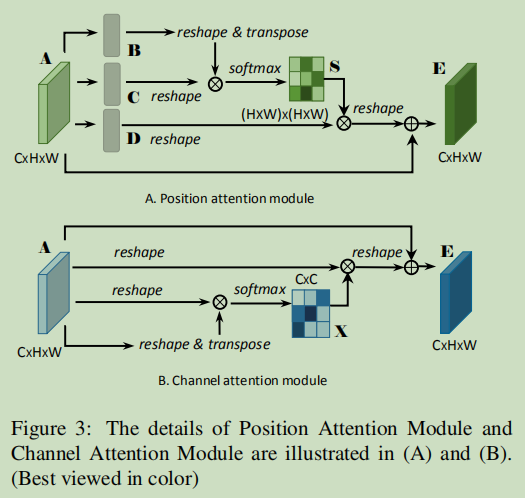 B
reshape & transpose
A
softmax
S
E
C
reshape
reshape
(HxW)x(HxW)
D
reshape
CxHxW
CxHxW
A. Position attention module
A
E
reshape
reshape
CxC
reshape
softmax
X
CxHxW
reshape & transpose
CxHxW
B. Channel attention module
Figure 3: The details of Position Attention Module and
Channel Attention Module are illustrated in (A) and (B).
(Best viewed in color)